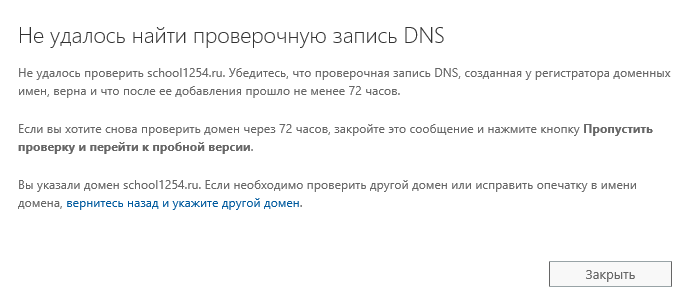 Не удалось найти проверочную запись DNS
Не удалось проверить school1254.ru. Убедитесь, что проверочная запись DNS, созданная у регистратора доменных
имен, верна и что после ее добавления прошло не менее 72 часов.
Если вы хотите снова проверить домен через 72 часов, закройте это сообщение и нажмите кнопку Пропустить
проверку и перейти к пробной версии.
Вы указали домен school1254.ru. Если необходимо проверить другой домен или исправить опечатку в имени
домена, вернитесь назад и укажите другой домен.
Закрыть